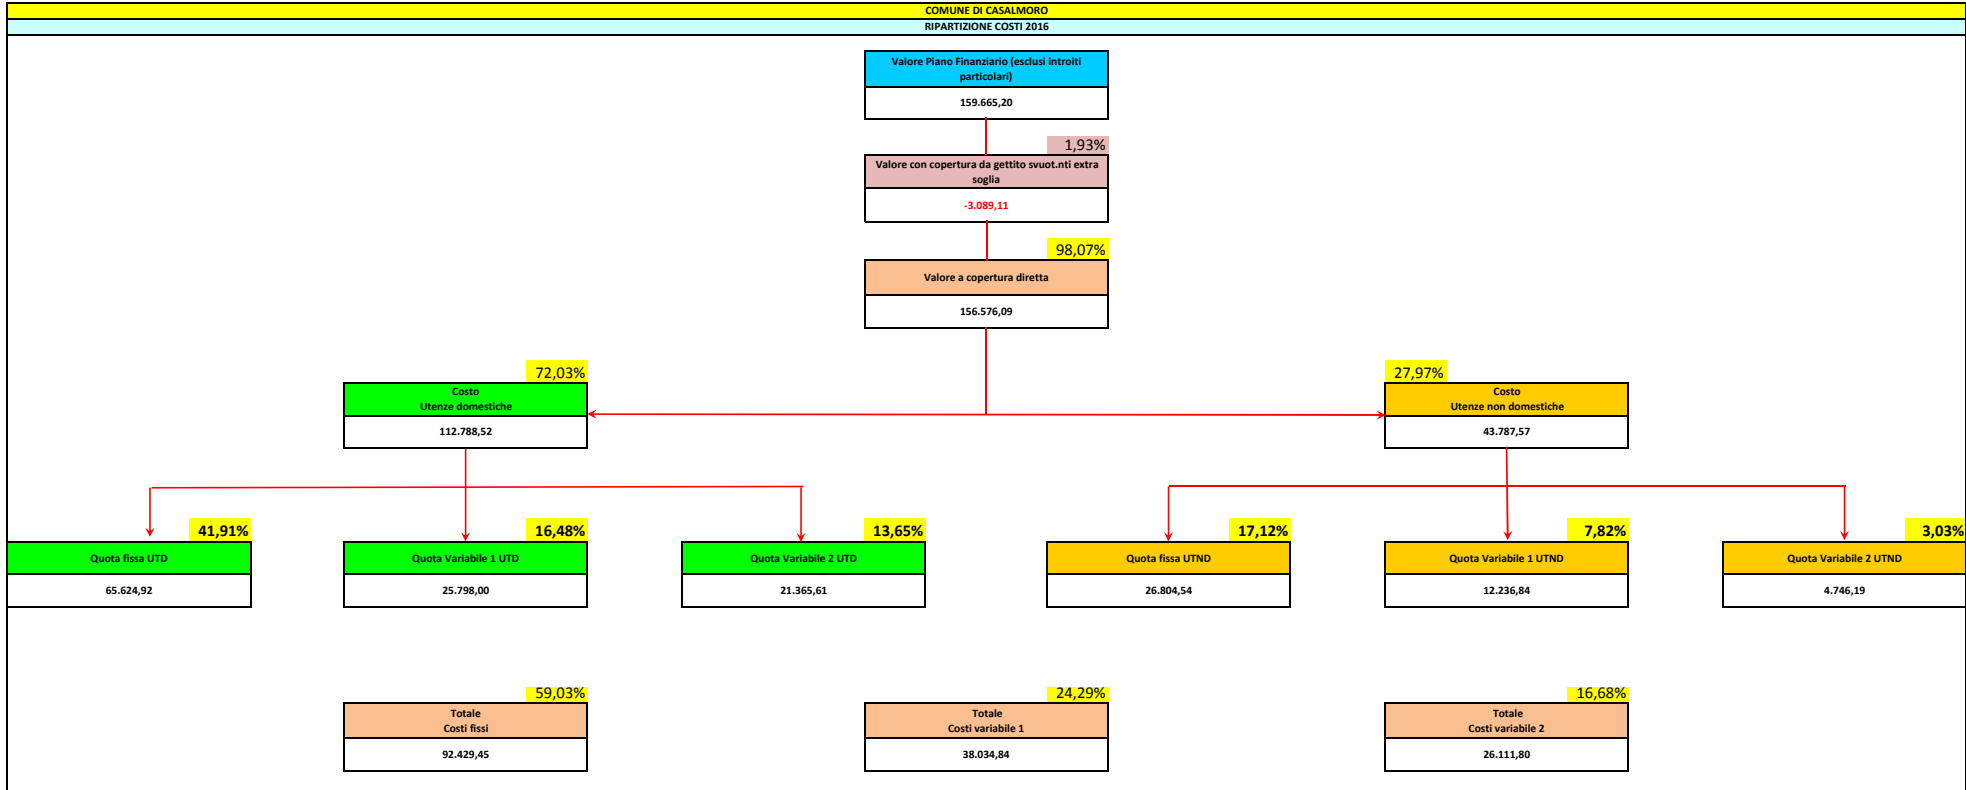 COMUNE DI CASALMORO
RIPARTIZIONE COSTI 2016
Valore Piano Finanziario (esclusi introiti
particolari)
159.665,20
1,93%
Valore con copertura da gettito svuot.nti extra
soglia
-3.089,11
98,07%
Valore a copertura diretta
156.576,09
72,03%
27,97%
Costo
Utenze domestiche
112.788,52
Costo
Utenze non domestiche
43.787,57
41,91%
16,48%
13,65%
17,12%
7,82%
3,03%
Quota fissa UTD
Quota Variabile 1 UTD
Quota Variabile 2 UTD
Quota fissa UTND
Quota Variabile 1 UTND
Quota Variabile 2 UTND
65.624,92
25.798,00
21.365,61
26.804,54
12.236,84
4.746,19
59,03%
24,29%
16,68%
Totale
Costi fissi
92.429,45
Totale
Costi variabile 1
38.034,84
Totale
Costi variabile 2
26.111,80